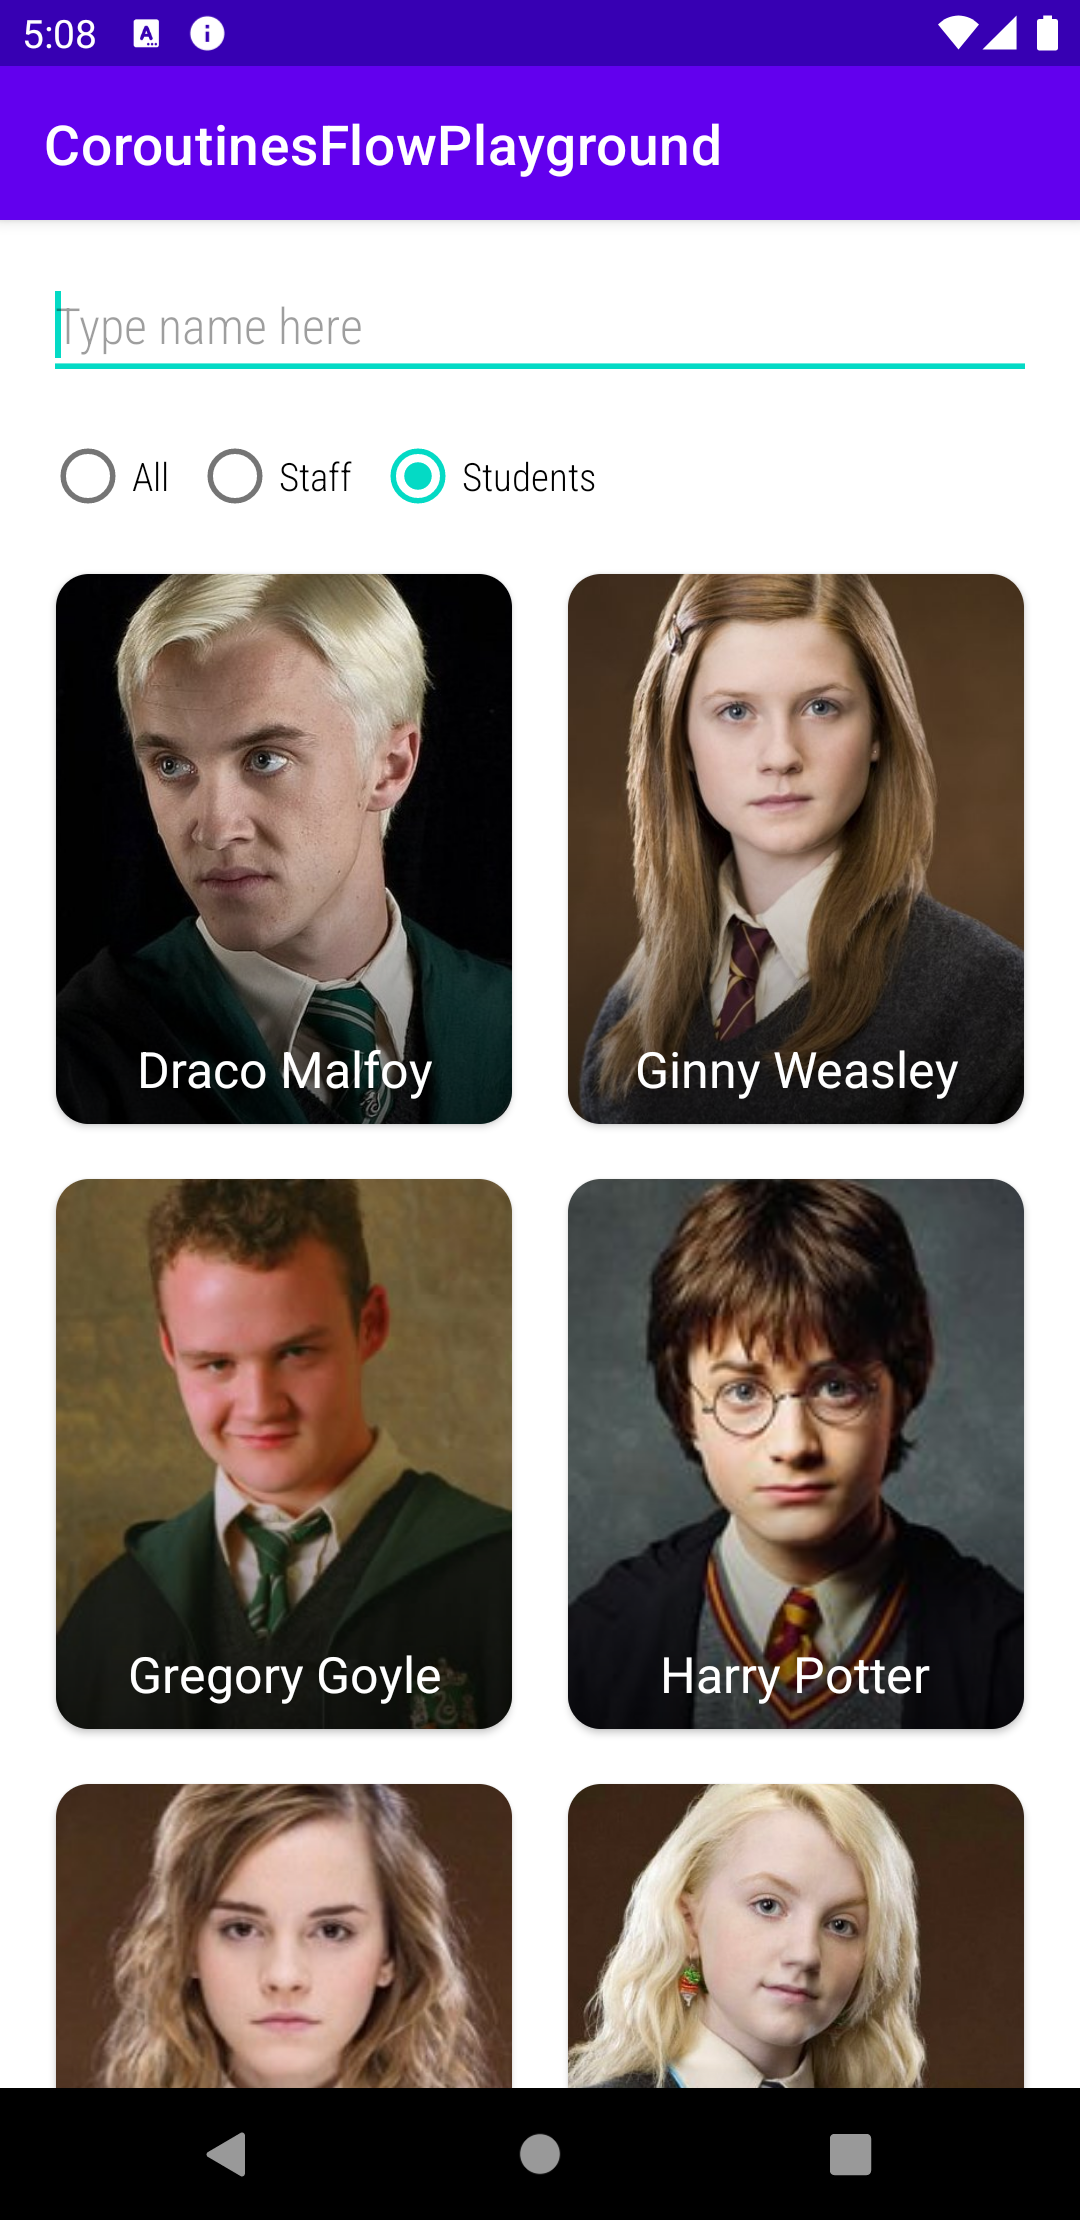 5:08
CoroutinesFlowPlayground
Type name here
All Staff Students
Draco Malfoy
Ginny Weasley
Gregory Goyle
Harry Potter